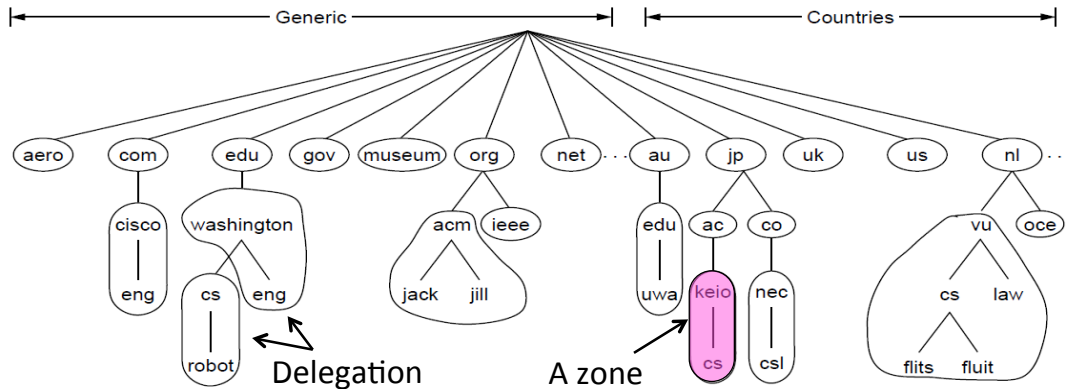 Generic Countries
aero com edu gov museum org net ... au jp uk us nl ...
cisco washington acm ieee edu ac co vu oce
eng cs eng jack jill uwa keio nec cs law
robot cs csl flits fluit
Delegation A zone